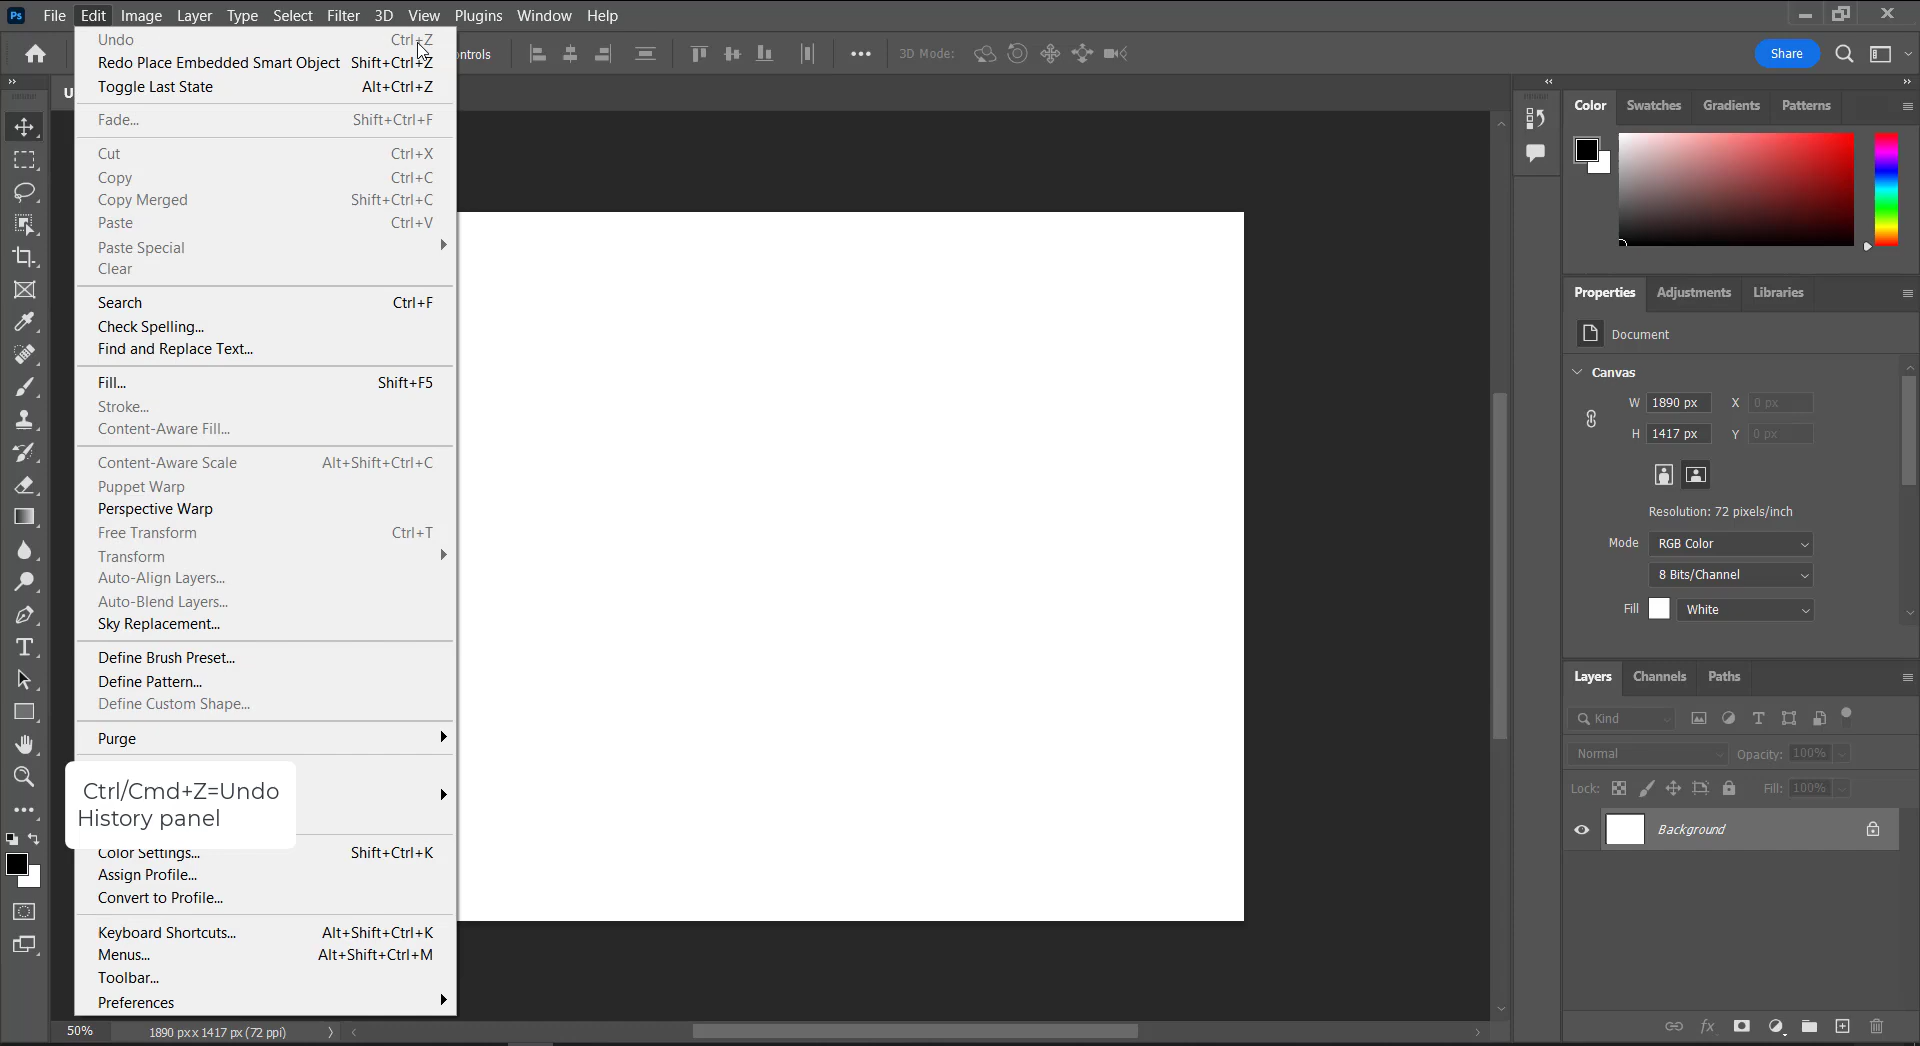 Ps File Edit Image Layer Type Select Filter 3D View Plugins Window Help
Undo Ctrl+Z
Redo Place Embedded Smart Object Shift+Ctrl+Z
Toggle Last State Alt+Ctrl+Z
Fade... Shift+Ctrl+F
Cut Ctrl+X
Copy Ctrl+C
Copy Merged Shift+Ctrl+C
Paste Ctrl+V
Paste Special
Clear
Search Ctrl+F
Check Spelling...
Find and Replace Text...
Fill... Shift+F5
Stroke...
Content-Aware Fill...
Content-Aware Scale Alt+Shift+Ctrl+C
Puppet Warp
Perspective Warp
Free Transform Ctrl+T
Transform
Auto-Align Layers...
Auto-Blend Layers...
Sky Replacement...
Define Brush Preset...
Define Pattern...
Define Custom Shape...
Purge
Ctrl/Cmd+Z=Undo
History panel
Color Settings... Shift+Ctrl+K
Assign Profile...
Convert to Profile...
Keyboard Shortcuts... Alt+Shift+Ctrl+K
Menus... Alt+Shift+Ctrl+M
Toolbar...
Preferences
3D Mode:
Share
Color Swatches Gradients Patterns
Properties Adjustments Libraries
Document
Canvas
W 1890 px X 0 px
H 1417 px Y 0 px
Resolution: 72 pixels/inch
Mode RGB Color
8 Bits/Channel
Fill White
Layers Channels Paths
Kind
Normal Opacity: 100%
Lock: Fill: 100%
Background
fx
50% 1890 px x 1417 px (72 ppi)